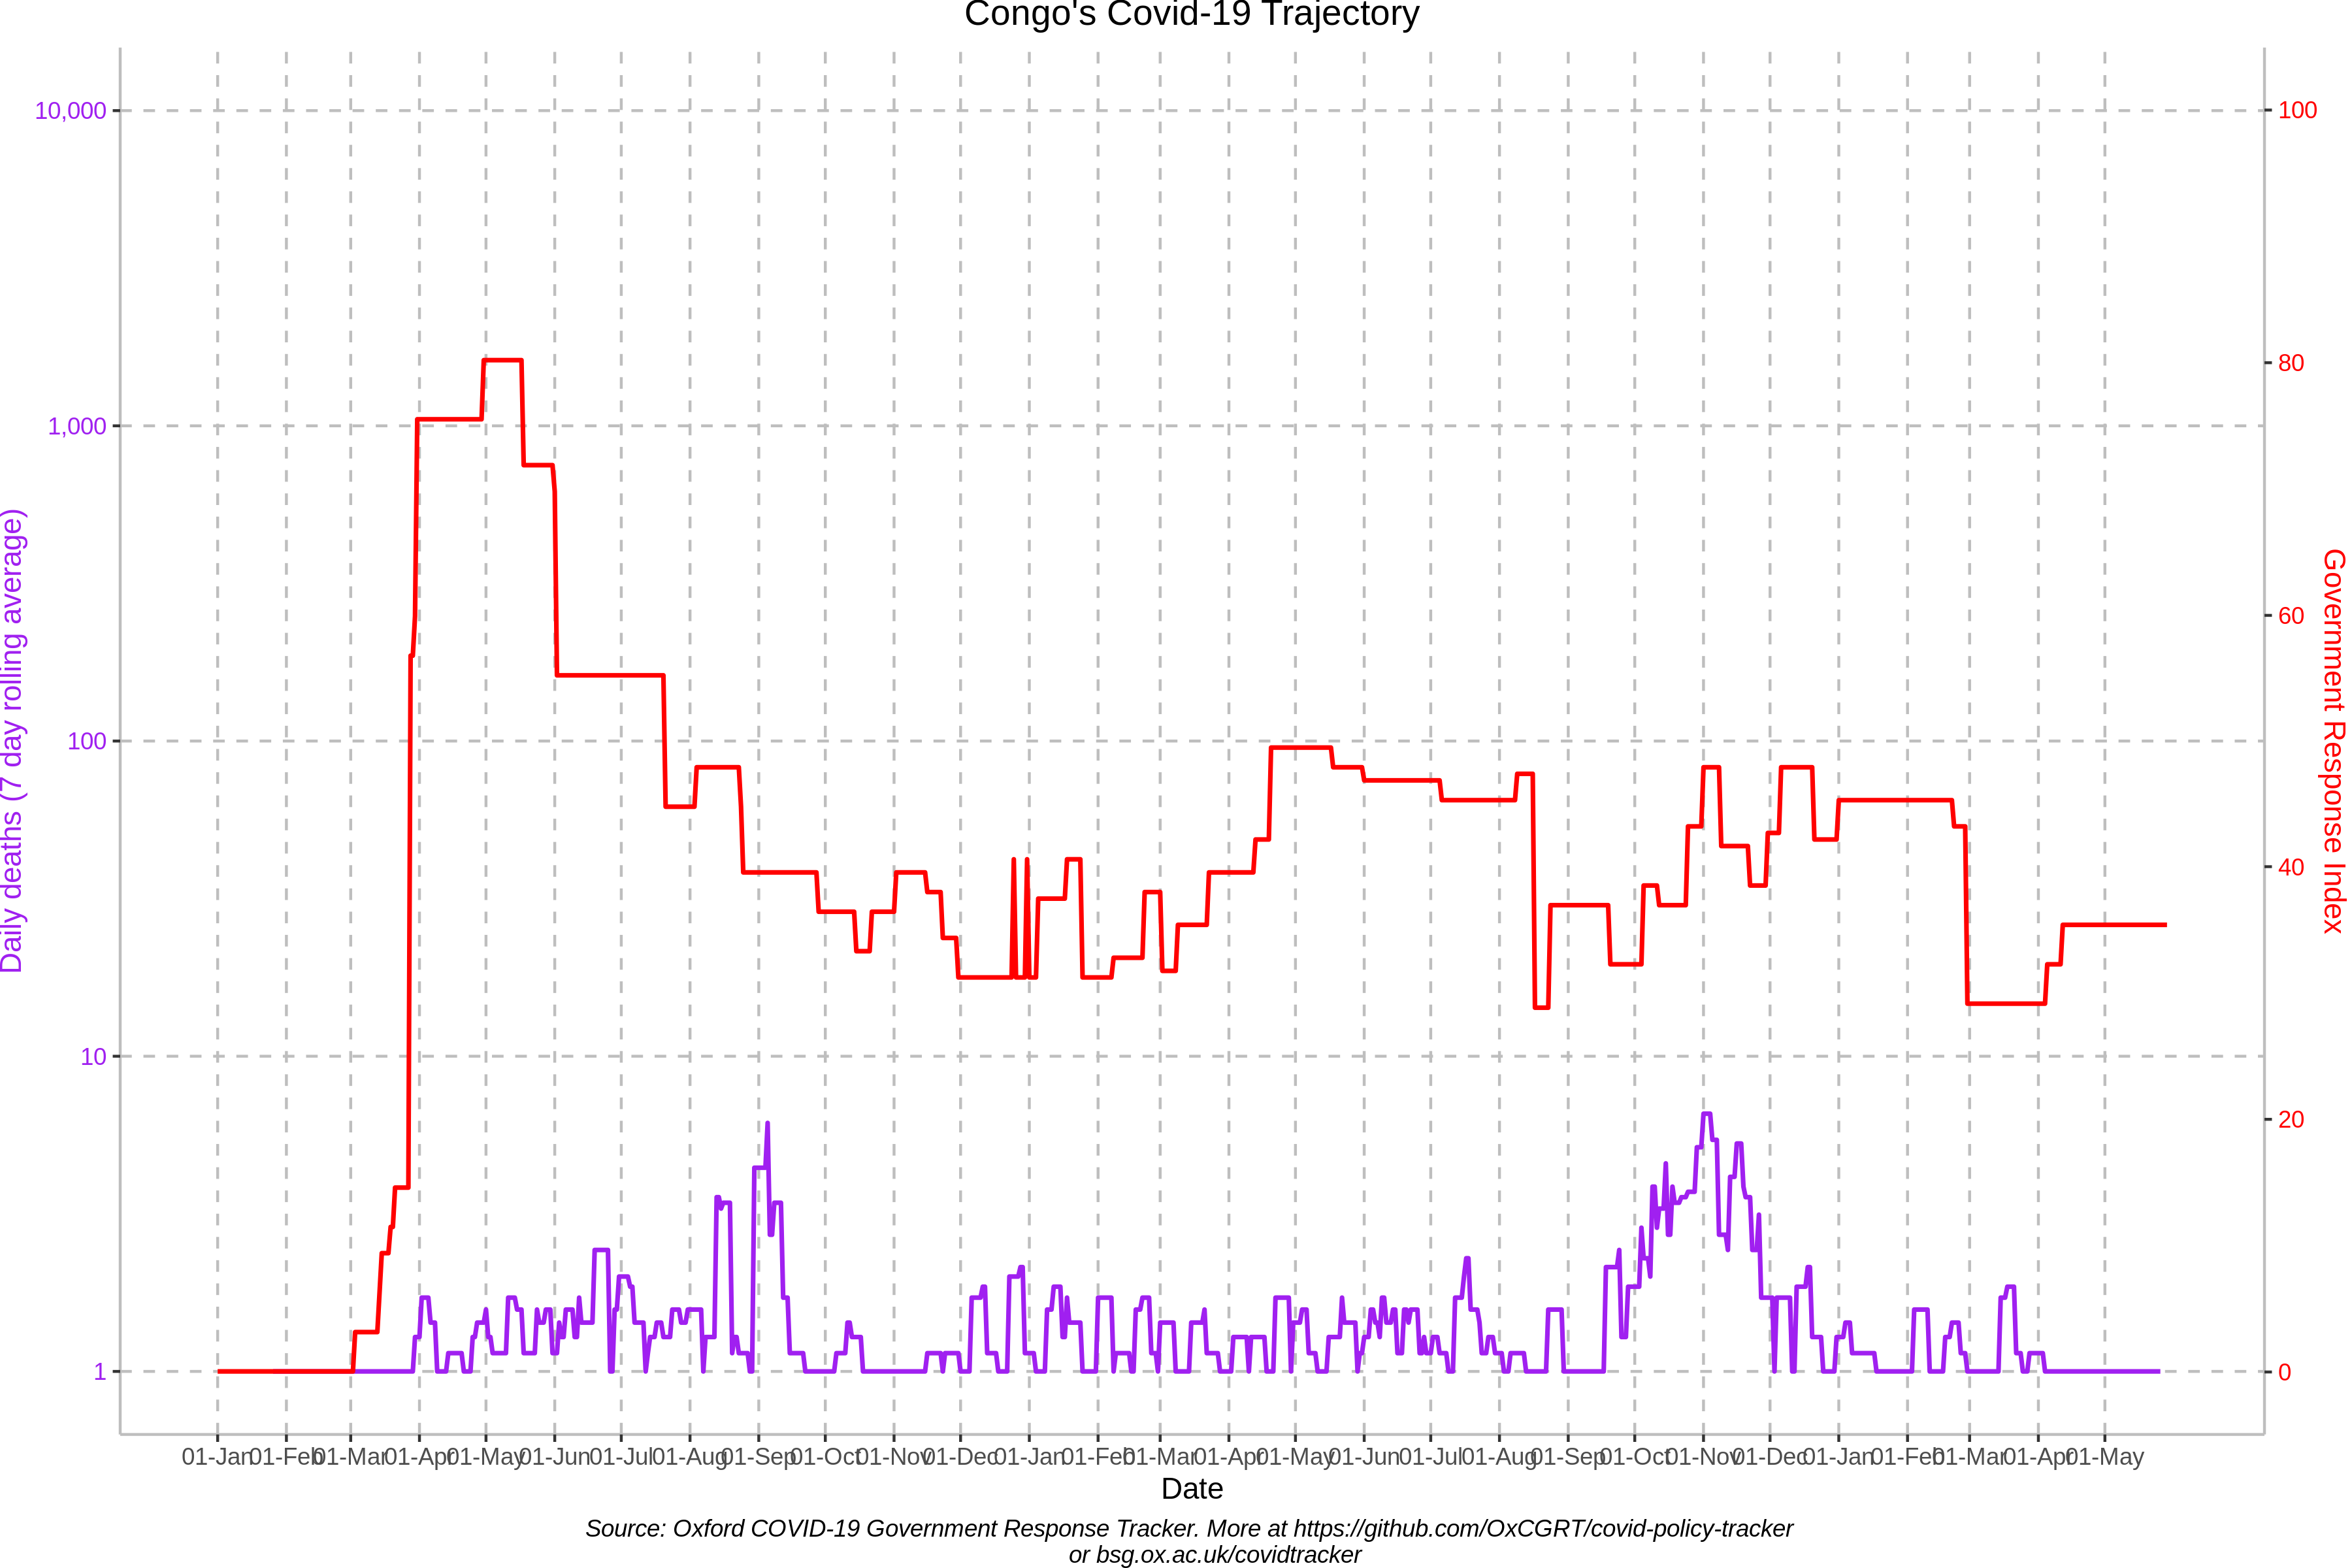 Congo's Covid-19 Trajectory
10,000
1,000
100
10
1
Daily deaths (7 day rolling average)
100
80
60
40
20
0
Government Response Index
01-Jan 01-Feb 01-Mar 01-Apr 01-May 01-Jun 01-Jul 01-Aug 01-Sep 01-Oct 01-Nov 01-Dec 01-Jan 01-Feb 01-Mar 01-Apr 01-May 01-Jun 01-Jul 01-Aug 01-Sep 01-Oct 01-Nov 01-Dec 01-Jan 01-Feb 01-Mar 01-Apr 01-May
Date
Source: Oxford COVID-19 Government Response Tracker. More at https://github.com/OxCGRT/covid-policy-tracker
or bsg.ox.ac.uk/covidtracker